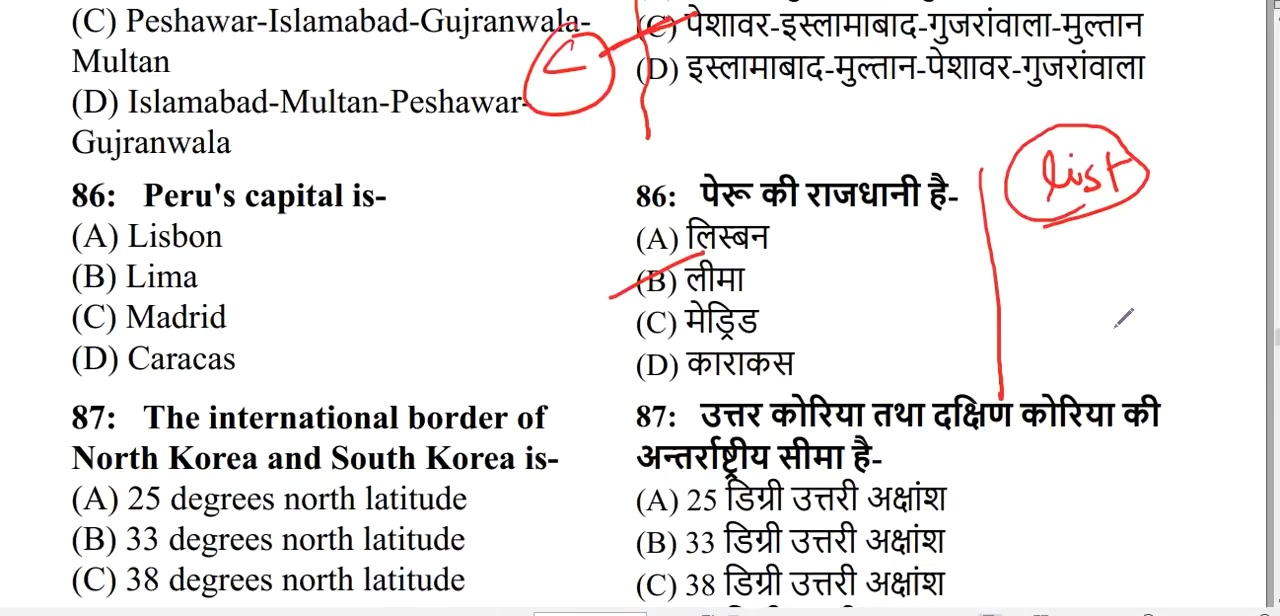 (C) Peshawar-Islamabad-Gujranwala-
Multan
(D) Islamabad-Multan-Peshawar-
Gujranwala
86: Peru's capital is-
(A) Lisbon
(B) Lima
(C) Madrid
(D) Caracas
87: The international border of
North Korea and South Korea is-
(A) 25 degrees north latitude
(B) 33 degrees north latitude
(C) 38 degrees north latitude
(C) पेशावर-इस्लामाबाद-गुजरांवाला-मुल्तान
(D) इस्लामाबाद-मुल्तान-पेशावर-गुजरांवाला
86: पेरू की राजधानी है-
(A) लिस्बन
(B) लीमा
(C) मेड्रिड
(D) काराकस
87: उत्तर कोरिया तथा दक्षिण कोरिया की
अन्तर्राष्ट्रीय सीमा है-
(A) 25 डिग्री उत्तरी अक्षांश
(B) 33 डिग्री उत्तरी अक्षांश
(C) 38 डिग्री उत्तरी अक्षांश
C
list